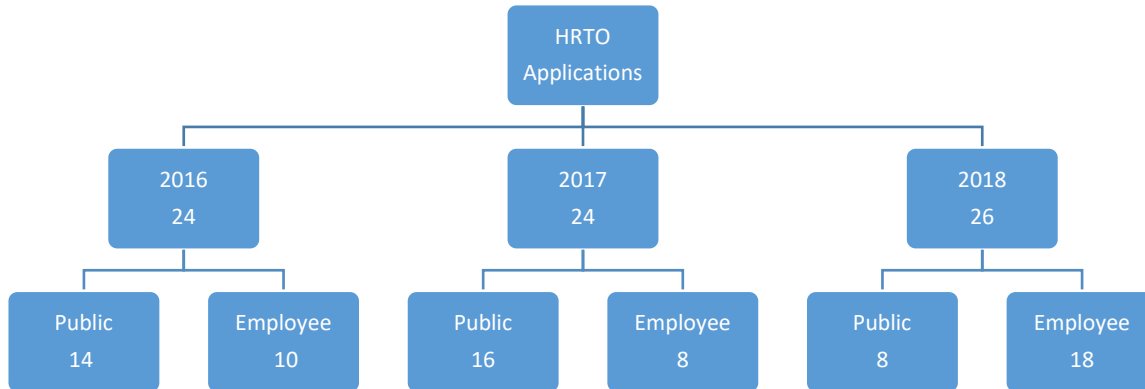 HRTO
Applications
2016
24
2017
24
2018
26
Public
14
Employee
10
Public
16
Employee
8
Public
8
Employee
18